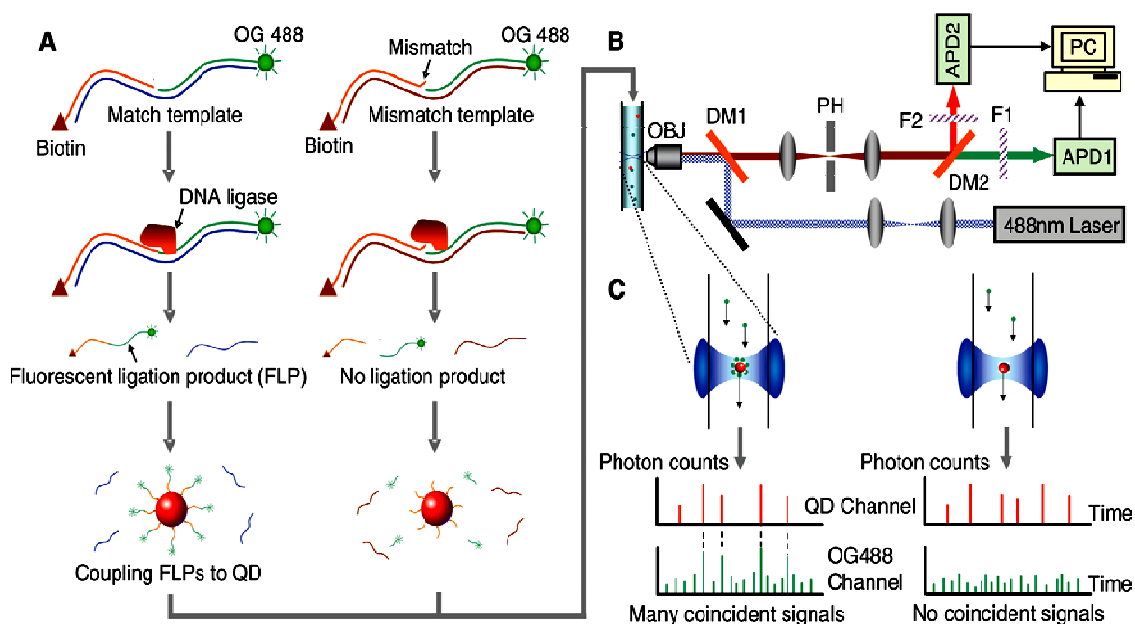 A
OG 488
Match template
Biotin
Mismatch
OG 488
Mismatch template
Biotin
DNA ligase
Fluorescent ligation product (FLP)
No ligation product
Coupling FLPs to QD
B
OBJ
DM1
PH
F2
F1
APD2
PC
APD1
DM2
488nm Laser
C
Photon counts
QD Channel
OG488
Channel
Many coincident signals
Photon counts
Time
Time
No coincident signals